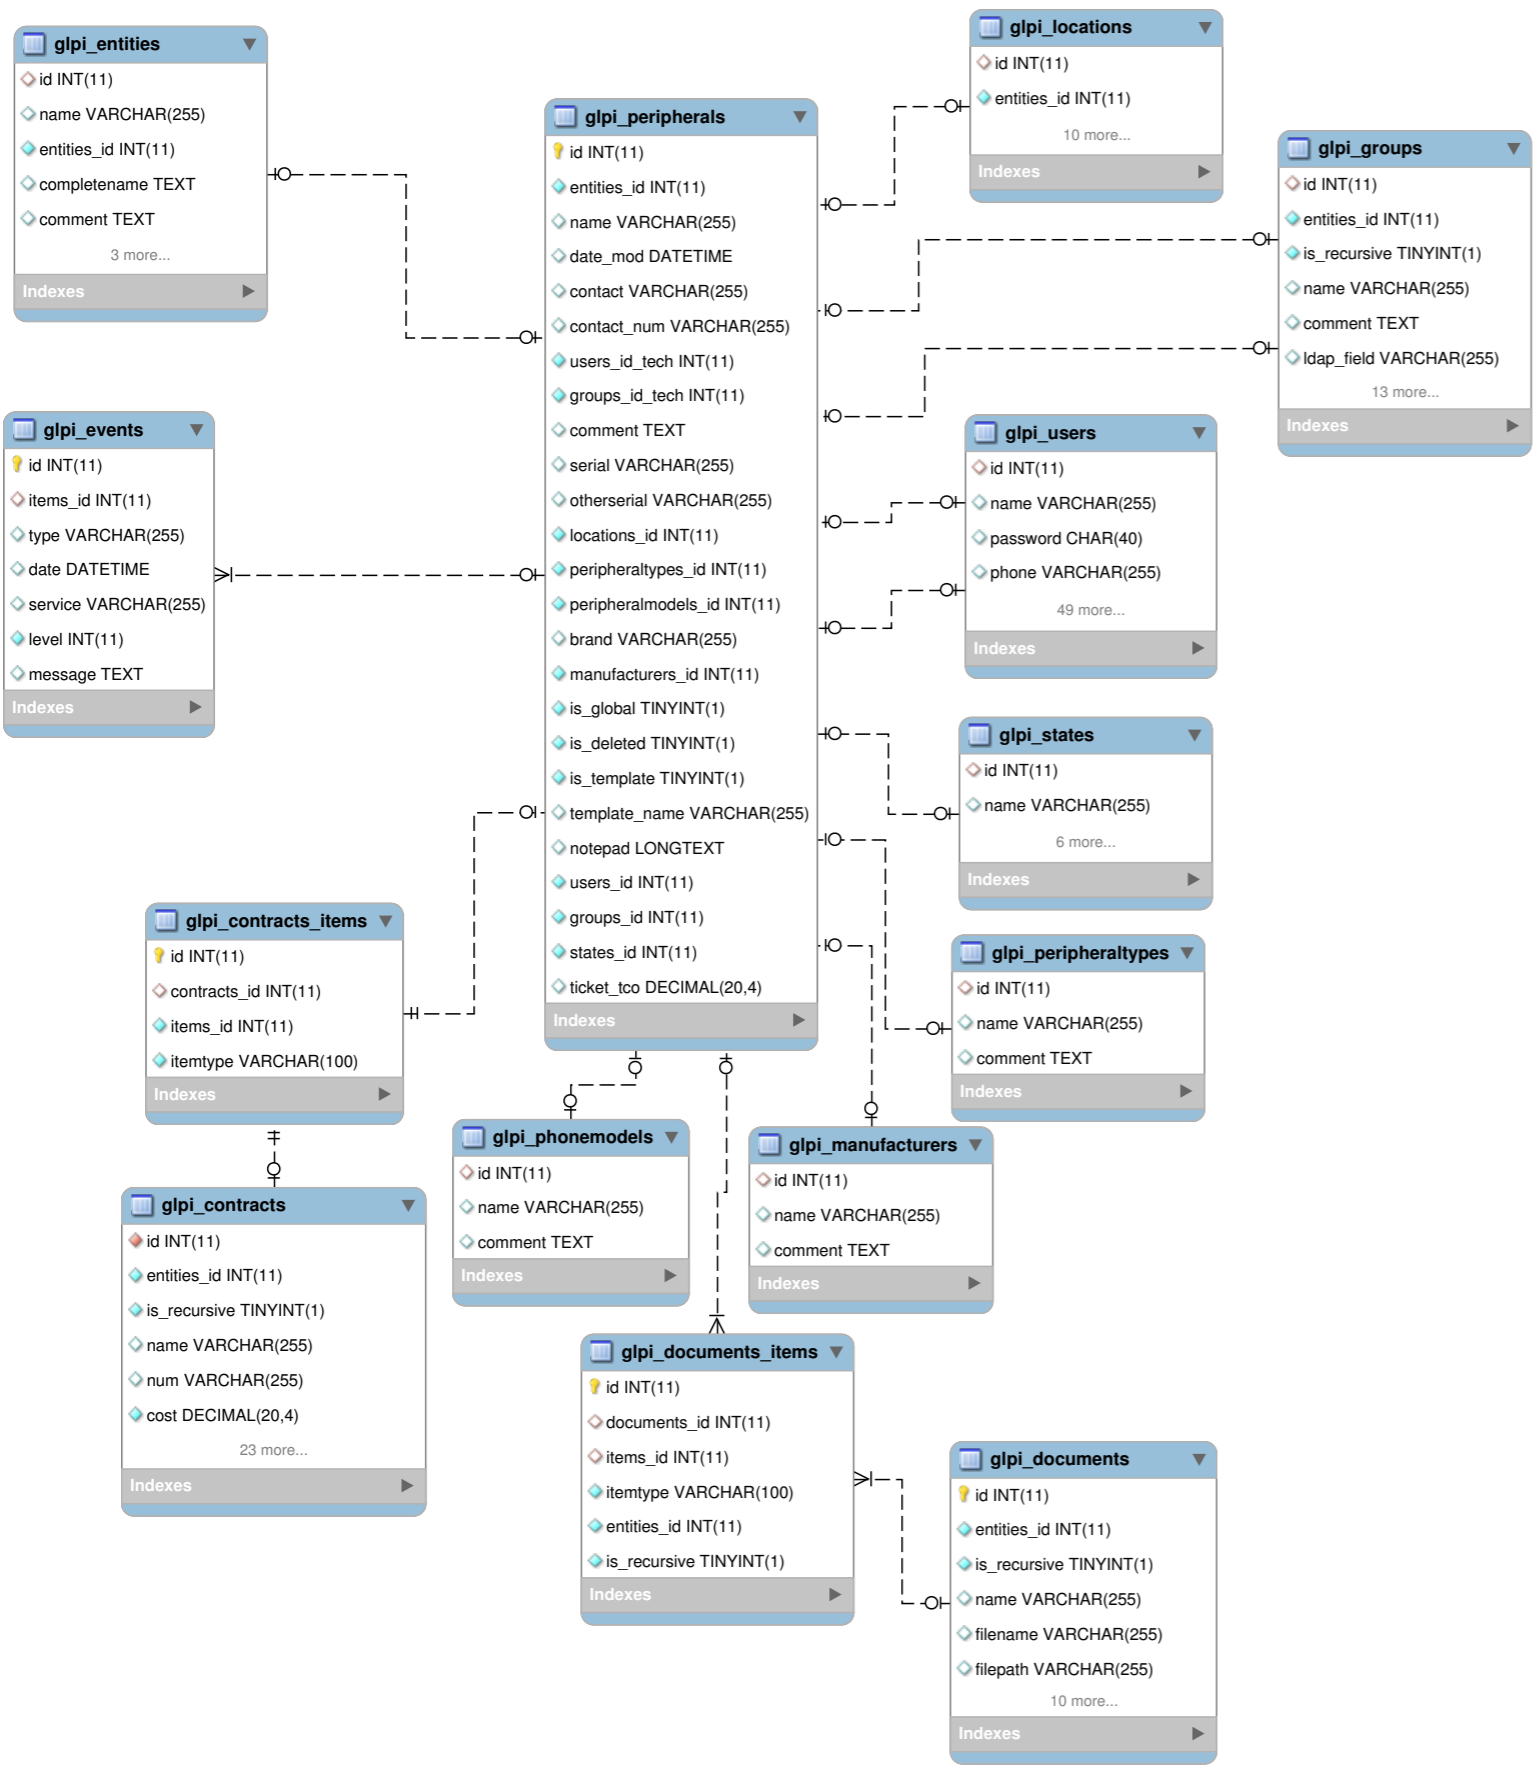 glpi_entities
id INT(11)
name VARCHAR(255)
entities_id INT(11)
completename TEXT
comment TEXT
3 more...
Indexes
glpi_events
id INT(11)
items_id INT(11)
type VARCHAR(255)
date DATETIME
service VARCHAR(255)
level INT(11)
message TEXT
Indexes
glpi_contracts_items
id INT(11)
contracts_id INT(11)
items_id INT(11)
itemtype VARCHAR(100)
Indexes
glpi_contracts
id INT(11)
entities_id INT(11)
is_recursive TINYINT(1)
name VARCHAR(255)
num VARCHAR(255)
cost DECIMAL(20,4)
23 more...
Indexes
glpi_peripherals
id INT(11)
entities_id INT(11)
name VARCHAR(255)
date_mod DATETIME
contact VARCHAR(255)
contact_num VARCHAR(255)
users_id_tech INT(11)
groups_id_tech INT(11)
comment TEXT
serial VARCHAR(255)
otherserial VARCHAR(255)
locations_id INT(11)
peripheraltypes_id INT(11)
peripheralmodels_id INT(11)
brand VARCHAR(255)
manufacturers_id INT(11)
is_global TINYINT(1)
is_deleted TINYINT(1)
is_template TINYINT(1)
template_name VARCHAR(255)
notepad LONGTEXT
users_id INT(11)
groups_id INT(11)
states_id INT(11)
ticket_tco DECIMAL(20,4)
Indexes
glpi_phonemodels
id INT(11)
name VARCHAR(255)
comment TEXT
Indexes
glpi_manufacturers
id INT(11)
name VARCHAR(255)
comment TEXT
Indexes
glpi_documents_items
id INT(11)
documents_id INT(11)
items_id INT(11)
itemtype VARCHAR(100)
entities_id INT(11)
is_recursive TINYINT(1)
Indexes
glpi_locations
id INT(11)
entities_id INT(11)
10 more...
Indexes
glpi_groups
id INT(11)
entities_id INT(11)
is_recursive TINYINT(1)
name VARCHAR(255)
comment TEXT
ldap_field VARCHAR(255)
13 more...
Indexes
glpi_users
id INT(11)
name VARCHAR(255)
password CHAR(40)
phone VARCHAR(255)
49 more...
Indexes
glpi_states
id INT(11)
name VARCHAR(255)
6 more...
Indexes
glpi_peripheraltypes
id INT(11)
name VARCHAR(255)
comment TEXT
Indexes
glpi_documents
id INT(11)
entities_id INT(11)
is_recursive TINYINT(1)
name VARCHAR(255)
filename VARCHAR(255)
filepath VARCHAR(255)
10 more...
Indexes